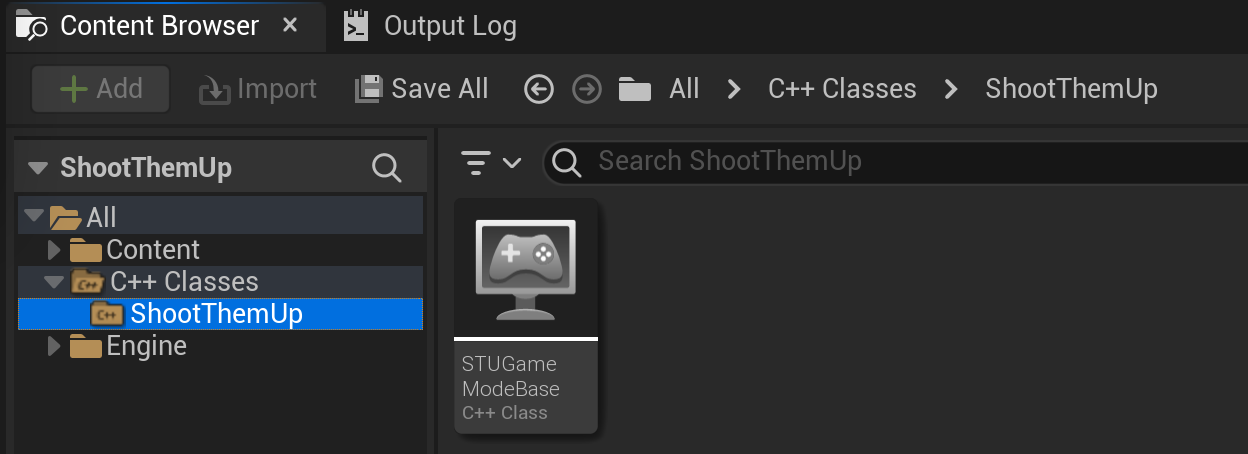 Content Browser Output Log
Add Import Save All All C++ Classes ShootThemUp
ShootThemUp
Search ShootThemUp
All
Content
C++ Classes
ShootThemUp
Engine
STUGame
ModeBase
C++ Class